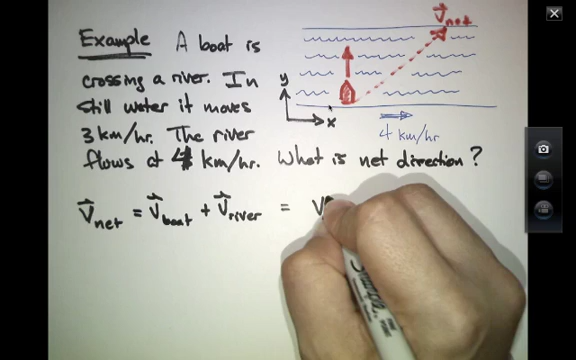 Example A boat is
crossing a river. In
still water it moves
3 km/hr. The river
flows at 4 km/hr. What is net direction?
V net
y
x
4 km/hr
V net = V boat + V river = V
Sharpie